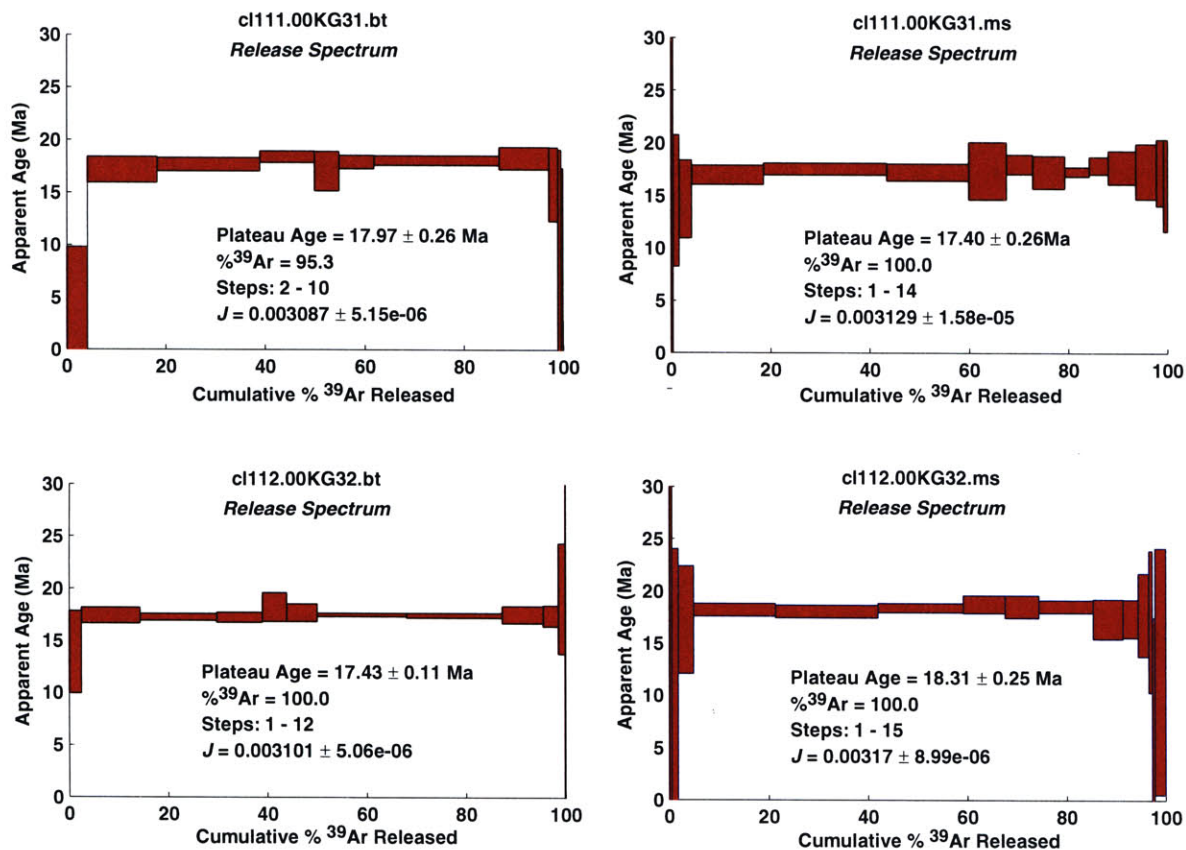 cl111.00KG31.bt
Release Spectrum
30
25
20
15
10
5
0
Apparent Age (Ma)
Plateau Age = 17.97 ± 0.26 Ma
%³⁹Ar = 95.3
Steps: 2 - 10
J = 0.003087 ± 5.15e-06
0 20 40 60 80 100
Cumulative % ³⁹Ar Released
cl111.00KG31.ms
Release Spectrum
30
25
20
15
10
5
0
Apparent Age (Ma)
Plateau Age = 17.40 ± 0.26Ma
%³⁹Ar = 100.0
Steps: 1 - 14
J = 0.003129 ± 1.58e-05
0 20 40 60 80 100
Cumulative % ³⁹Ar Released
cl112.00KG32.bt
Release Spectrum
30
25
20
15
10
5
0
Apparent Age (Ma)
Plateau Age = 17.43 ± 0.11 Ma
%³⁹Ar = 100.0
Steps: 1 - 12
J = 0.003101 ± 5.06e-06
0 20 40 60 80 100
Cumulative % ³⁹Ar Released
cl112.00KG32.ms
Release Spectrum
30
25
20
15
10
5
0
Apparent Age (Ma)
Plateau Age = 18.31 ± 0.25 Ma
%³⁹Ar = 100.0
Steps: 1 - 15
J = 0.00317 ± 8.99e-06
0 20 40 60 80 100
Cumulative % ³⁹Ar Released